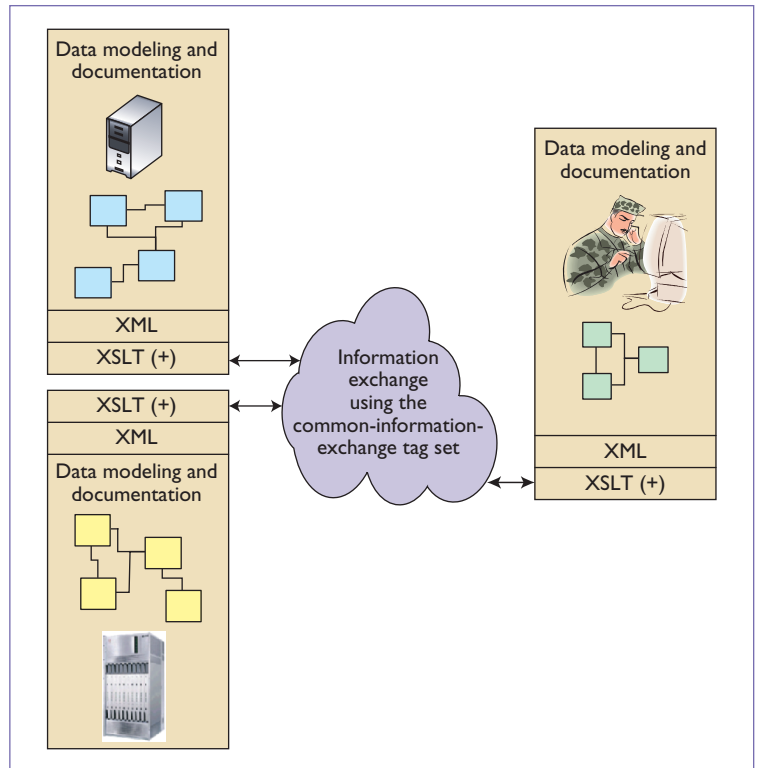 Data modeling and
documentation
XML
XSLT (+)
XSLT (+)
XML
Data modeling and
documentation
Information
exchange
using the
common-information-
exchange tag set
Data modeling and
documentation
XML
XSLT (+)